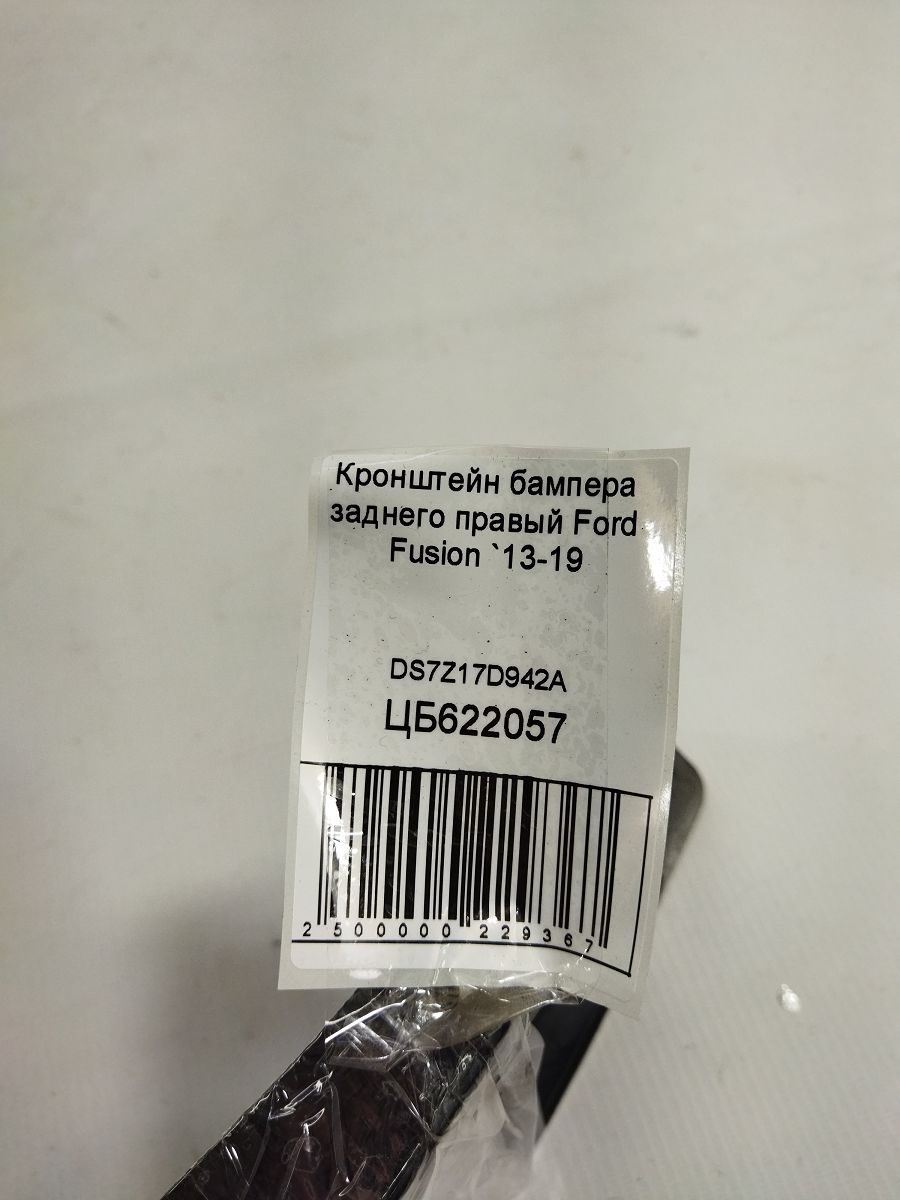 Кронштейн бампера
заднего правый Ford
Fusion `13-19
DS7Z17D942A
ЦБ622057
2 500000 229367